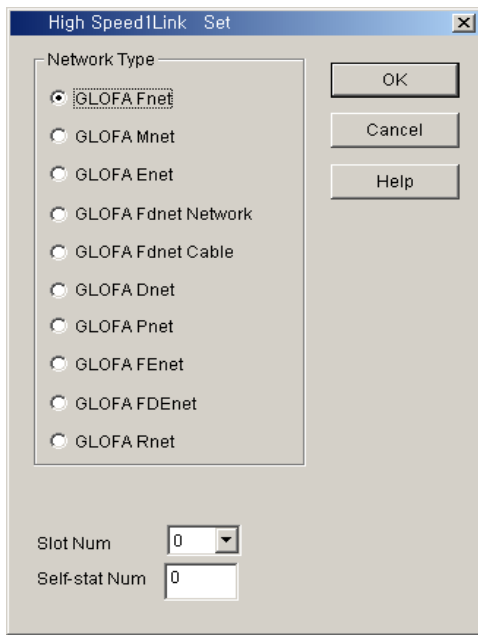 High Speed1Link Set
Network Type
GLOFA Fnet
GLOFA Mnet
GLOFA Enet
GLOFA Fdnet Network
GLOFA Fdnet Cable
GLOFA Dnet
GLOFA Pnet
GLOFA FEnet
GLOFA FDEnet
GLOFA Rnet
OK
Cancel
Help
Slot Num 0
Self-stat Num 0